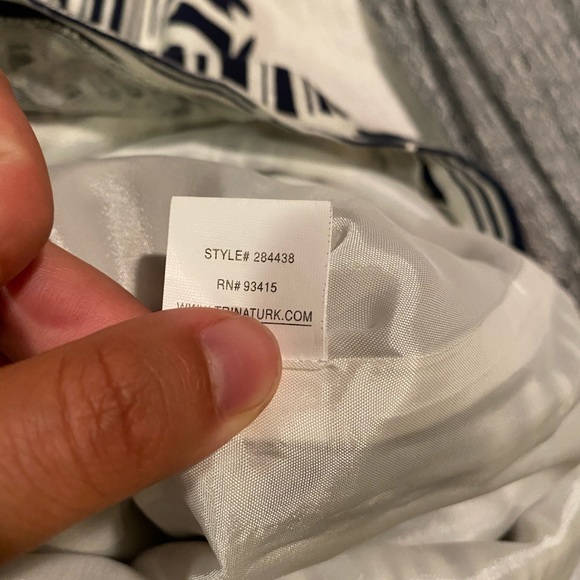 STYLE# 284438
RN# 93415
WWW.TRINATURK.COM